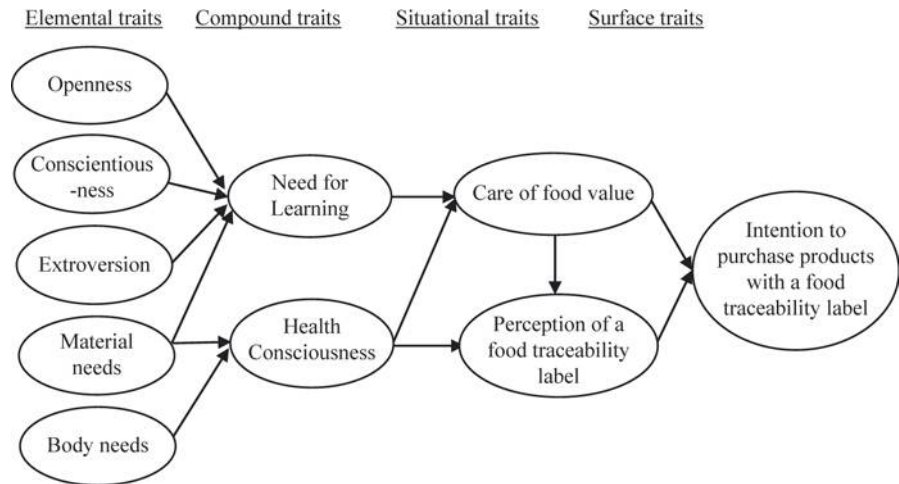 Elemental traits
Compound traits
Situational traits
Surface traits
Openness
Conscientious
-ness
Extroversion
Material
needs
Body needs
Need for
Learning
Health
Consciousness
Care of food value
Perception of a
food traceability
label
Intention to
purchase products
with a food
traceability label